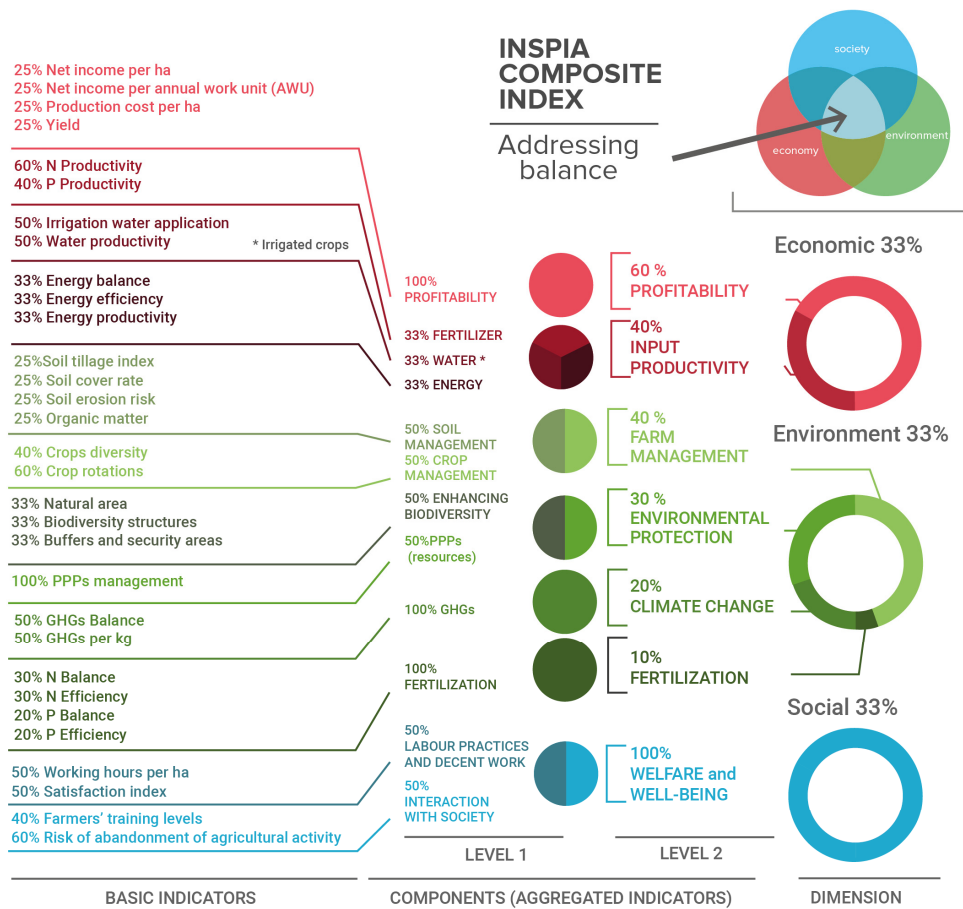 INSPIA
COMPOSITE
INDEX
Addressing
balance
society
economy
environment
25% Net income per ha
25% Net income per annual work unit (AWU)
25% Production cost per ha
25% Yield
60% N Productivity
40% P Productivity
50% Irrigation water application
50% Water productivity
* Irrigated crops
33% Energy balance
33% Energy efficiency
33% Energy productivity
25%Soil tillage index
25% Soil cover rate
25% Soil erosion risk
25% Organic matter
40% Crops diversity
60% Crop rotations
33% Natural area
33% Biodiversity structures
33% Buffers and security areas
100% PPPs management
50% GHGs Balance
50% GHGs per kg
30% N Balance
30% N Efficiency
20% P Balance
20% P Efficiency
50% Working hours per ha
50% Satisfaction index
40% Farmers' training levels
60% Risk of abandonment of agricultural activity
BASIC INDICATORS
100%
PROFITABILITY
33% FERTILIZER
33% WATER *
33% ENERGY
50% SOIL
MANAGEMENT
50% CROP
MANAGEMENT
50% ENHANCING
BIODIVERSITY
50%PPPs
(resources)
100% GHGs
100%
FERTILIZATION
50%
LABOUR PRACTICES
AND DECENT WORK
50%
INTERACTION
WITH SOCIETY
LEVEL 1
60 %
PROFITABILITY
40%
INPUT
PRODUCTIVITY
40 %
FARM
MANAGEMENT
30 %
ENVIRONMENTAL
PROTECTION
20%
CLIMATE CHANGE
10%
FERTILIZATION
100%
WELFARE and
WELL-BEING
LEVEL 2
COMPONENTS (AGGREGATED INDICATORS)
Economic 33%
Environment 33%
Social 33%
DIMENSION